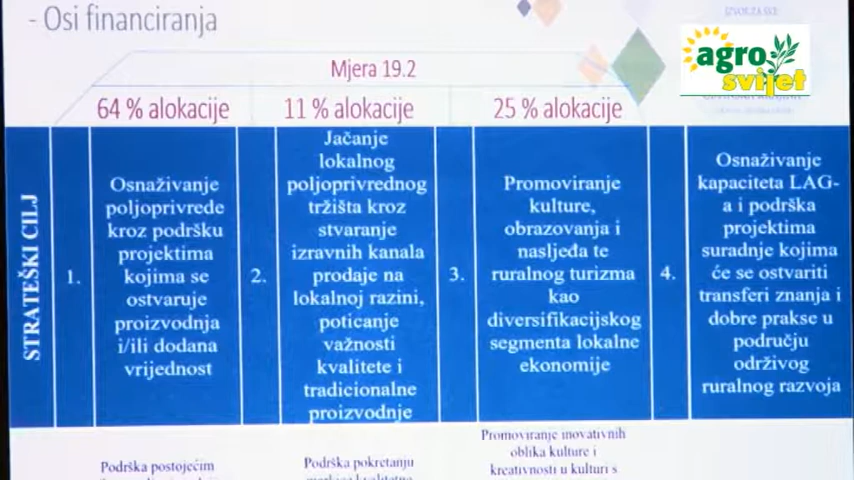 - Osi financiranja
agro
svijet
Mjera 19.2
64 % alokacije
11 % alokacije
25 % alokacije
STRATEŠKI CILJ
1.
Osnaživanje
poljoprivrede
kroz podršku
projektima
kojima se
ostvaruje
proizvodnja
i/ili dodana
vrijednost
2.
Jačanje
lokalnog
poljoprivrednog
tržišta kroz
stvaranje
izravnih kanala
prodaje na
lokalnoj razini,
poticanje
važnosti
kvalitete i
tradicionalne
proizvodnje
3.
Promoviranje
kulture,
obrazovanja i
nasljeđa te
ruralnog turizma
kao
diversifikacijskog
segmenta lokalne
ekonomije
4.
Osnaživanje
kapaciteta LAG-
a i podrška
projektima
suradnje kojima
će se ostvariti
transferi znanja i
dobre prakse u
području
održivog
ruralnog razvoja
Podrška postojećim
Podrška pokretanju
Promoviranje inovativnih
oblika kulture i
kreativnosti u kulturi s